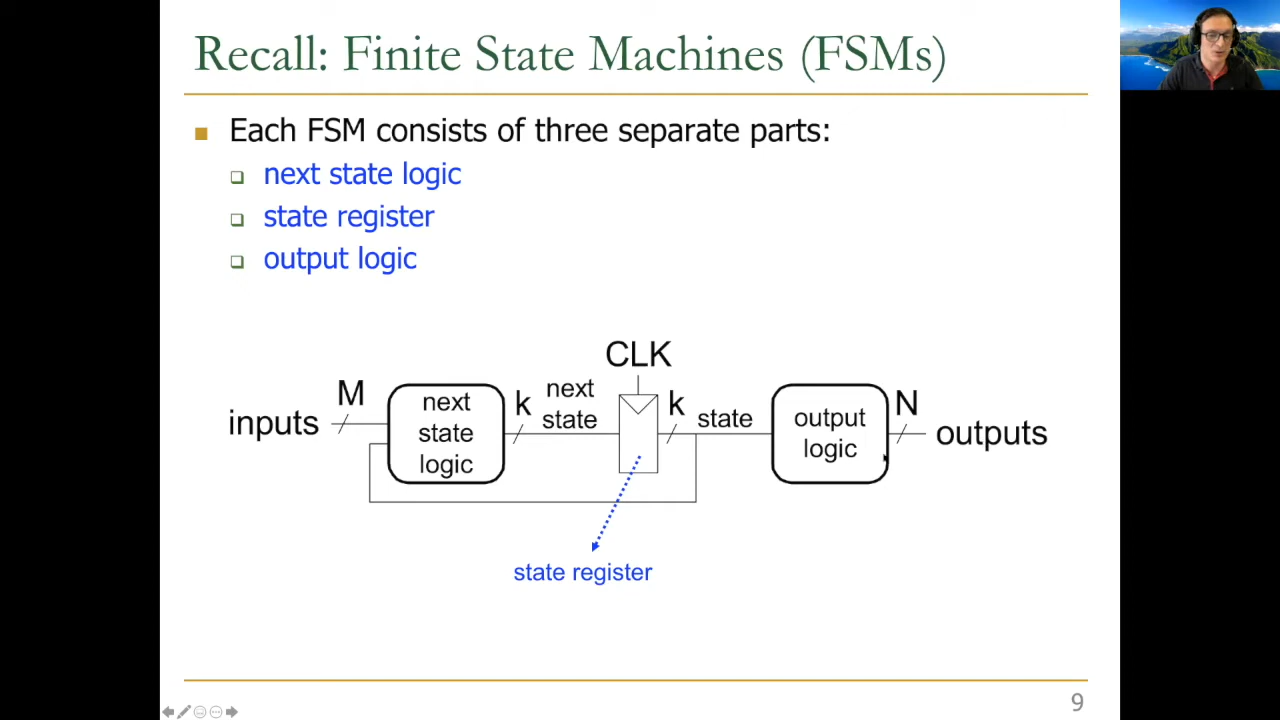 Recall: Finite State Machines (FSMs)
Each FSM consists of three separate parts:
next state logic
state register
output logic
CLK
inputs
M
next
state
logic
k
next
state
k
state
output
logic
N
outputs
state register
9